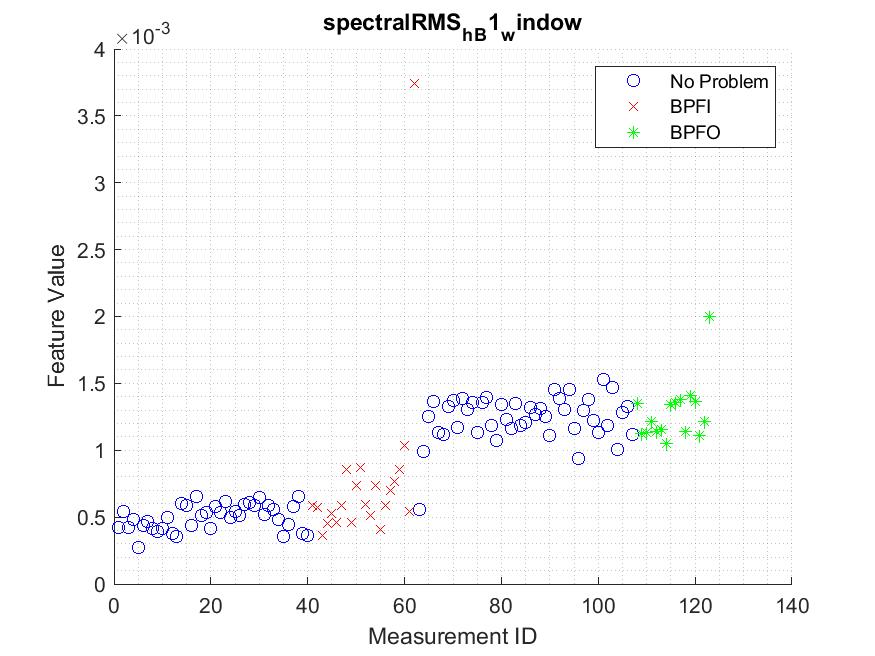 spectralRMS_hB1_window
×10^-3
4
3.5
3
2.5
2
1.5
1
0.5
0
Feature Value
No Problem
BPFI
BPFO
0 20 40 60 80 100 120 140
Measurement ID